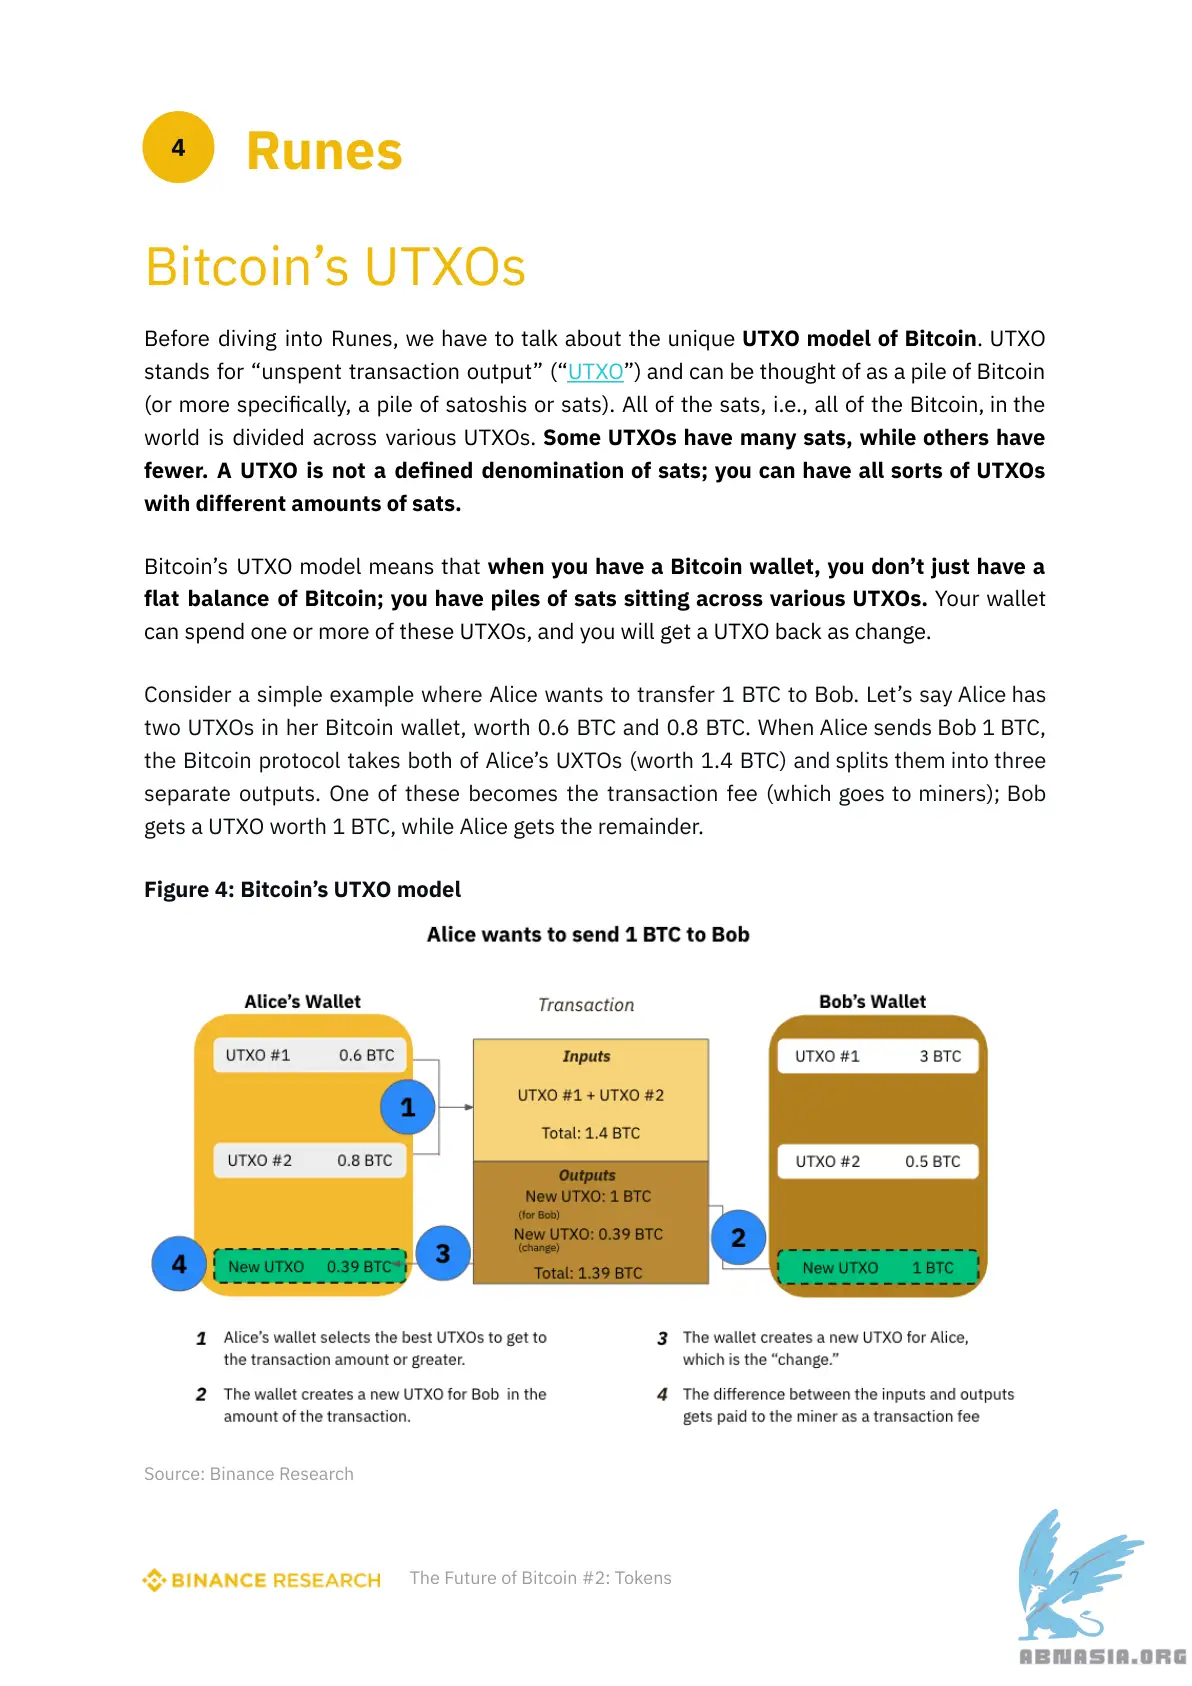 4
Runes
Bitcoin’s UTXOs
Before diving into Runes, we have to talk about the unique UTXO model of Bitcoin. UTXO
stands for “unspent transaction output” (“UTXO”) and can be thought of as a pile of Bitcoin
(or more specifically, a pile of satoshis or sats). All of the sats, i.e., all of the Bitcoin, in the
world is divided across various UTXOs. Some UTXOs have many sats, while others have
fewer. A UTXO is not a defined denomination of sats; you can have all sorts of UTXOs
with different amounts of sats.
Bitcoin’s UTXO model means that when you have a Bitcoin wallet, you don’t just have a
flat balance of Bitcoin; you have piles of sats sitting across various UTXOs. Your wallet
can spend one or more of these UTXOs, and you will get a UTXO back as change.
Consider a simple example where Alice wants to transfer 1 BTC to Bob. Let’s say Alice has
two UTXOs in her Bitcoin wallet, worth 0.6 BTC and 0.8 BTC. When Alice sends Bob 1 BTC,
the Bitcoin protocol takes both of Alice’s UXTOs (worth 1.4 BTC) and splits them into three
separate outputs. One of these becomes the transaction fee (which goes to miners); Bob
gets a UTXO worth 1 BTC, while Alice gets the remainder.
Figure 4: Bitcoin’s UTXO model
Alice wants to send 1 BTC to Bob
Alice’s Wallet
UTXO #1 0.6 BTC
1
UTXO #2 0.8 BTC
4
New UTXO 0.39 BTC
3
Transaction
Inputs
UTXO #1 + UTXO #2
Total: 1.4 BTC
Outputs
New UTXO: 1 BTC
(for Bob)
New UTXO: 0.39 BTC
(change)
Total: 1.39 BTC
2
Bob’s Wallet
UTXO #1 3 BTC
UTXO #2 0.5 BTC
New UTXO 1 BTC
1 Alice’s wallet selects the best UTXOs to get to
the transaction amount or greater.
2 The wallet creates a new UTXO for Bob in the
amount of the transaction.
3 The wallet creates a new UTXO for Alice,
which is the “change.”
4 The difference between the inputs and outputs
gets paid to the miner as a transaction fee
Source: Binance Research
BINANCE RESEARCH
The Future of Bitcoin #2: Tokens
7
ABNASIA.ORG